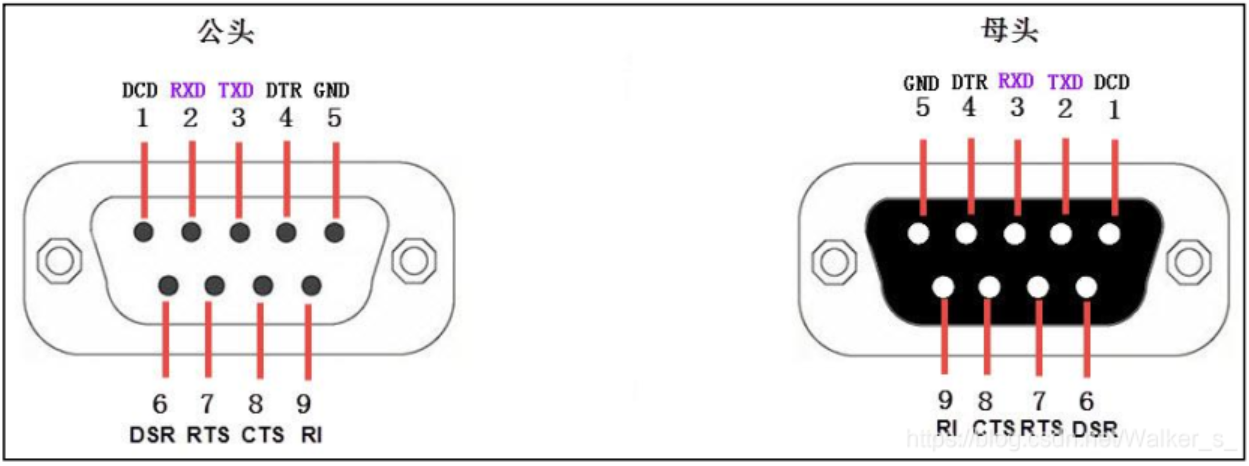 公头
母头
DCD RXD TXD DTR GND
1 2 3 4 5
GND DTR RXD TXD DCD
5 4 3 2 1
6 7 8 9
DSR RTS CTS RI
9 8 7 6
RI CTS RTS DSR
https://blog.csdn.net/Walker_s_